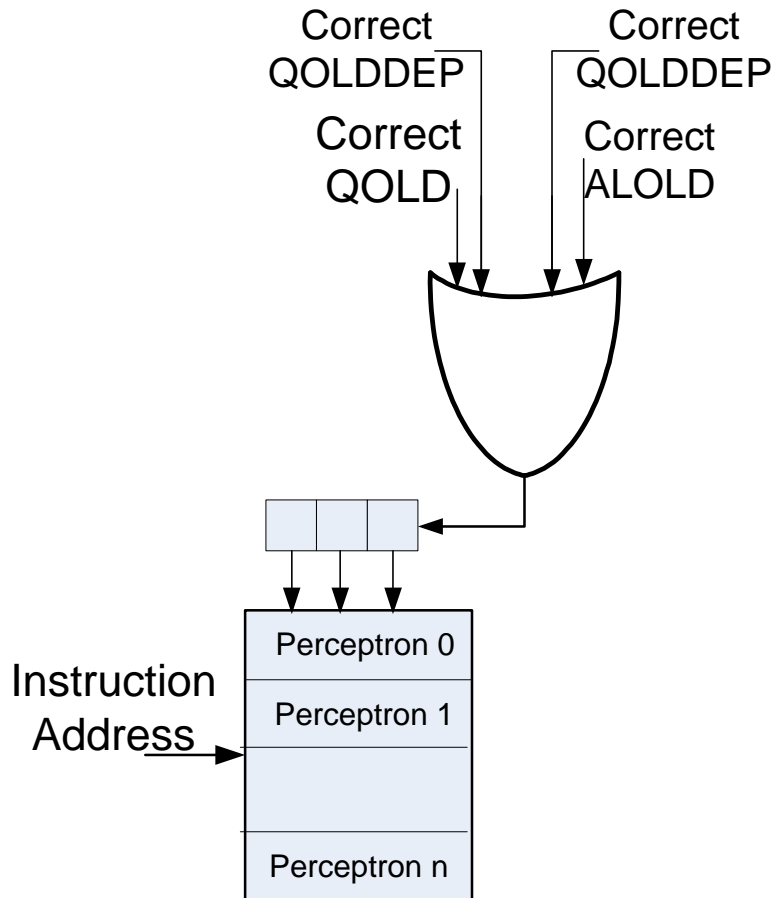 Correct
QOLDDEP
Correct
QOLDDEP
Correct
QOLD
Correct
ALOLD
Perceptron 0
Instruction
Address
Perceptron 1
Perceptron n